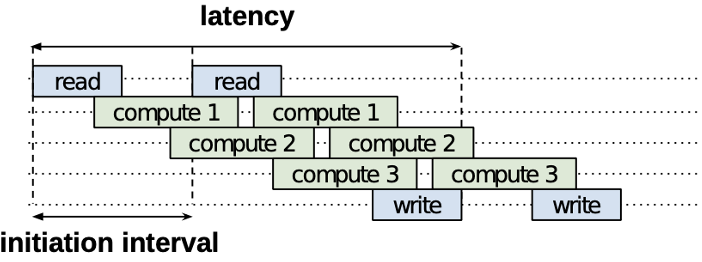 latency
read read
compute 1 compute 1
compute 2 compute 2
compute 3 compute 3
write write
initiation interval